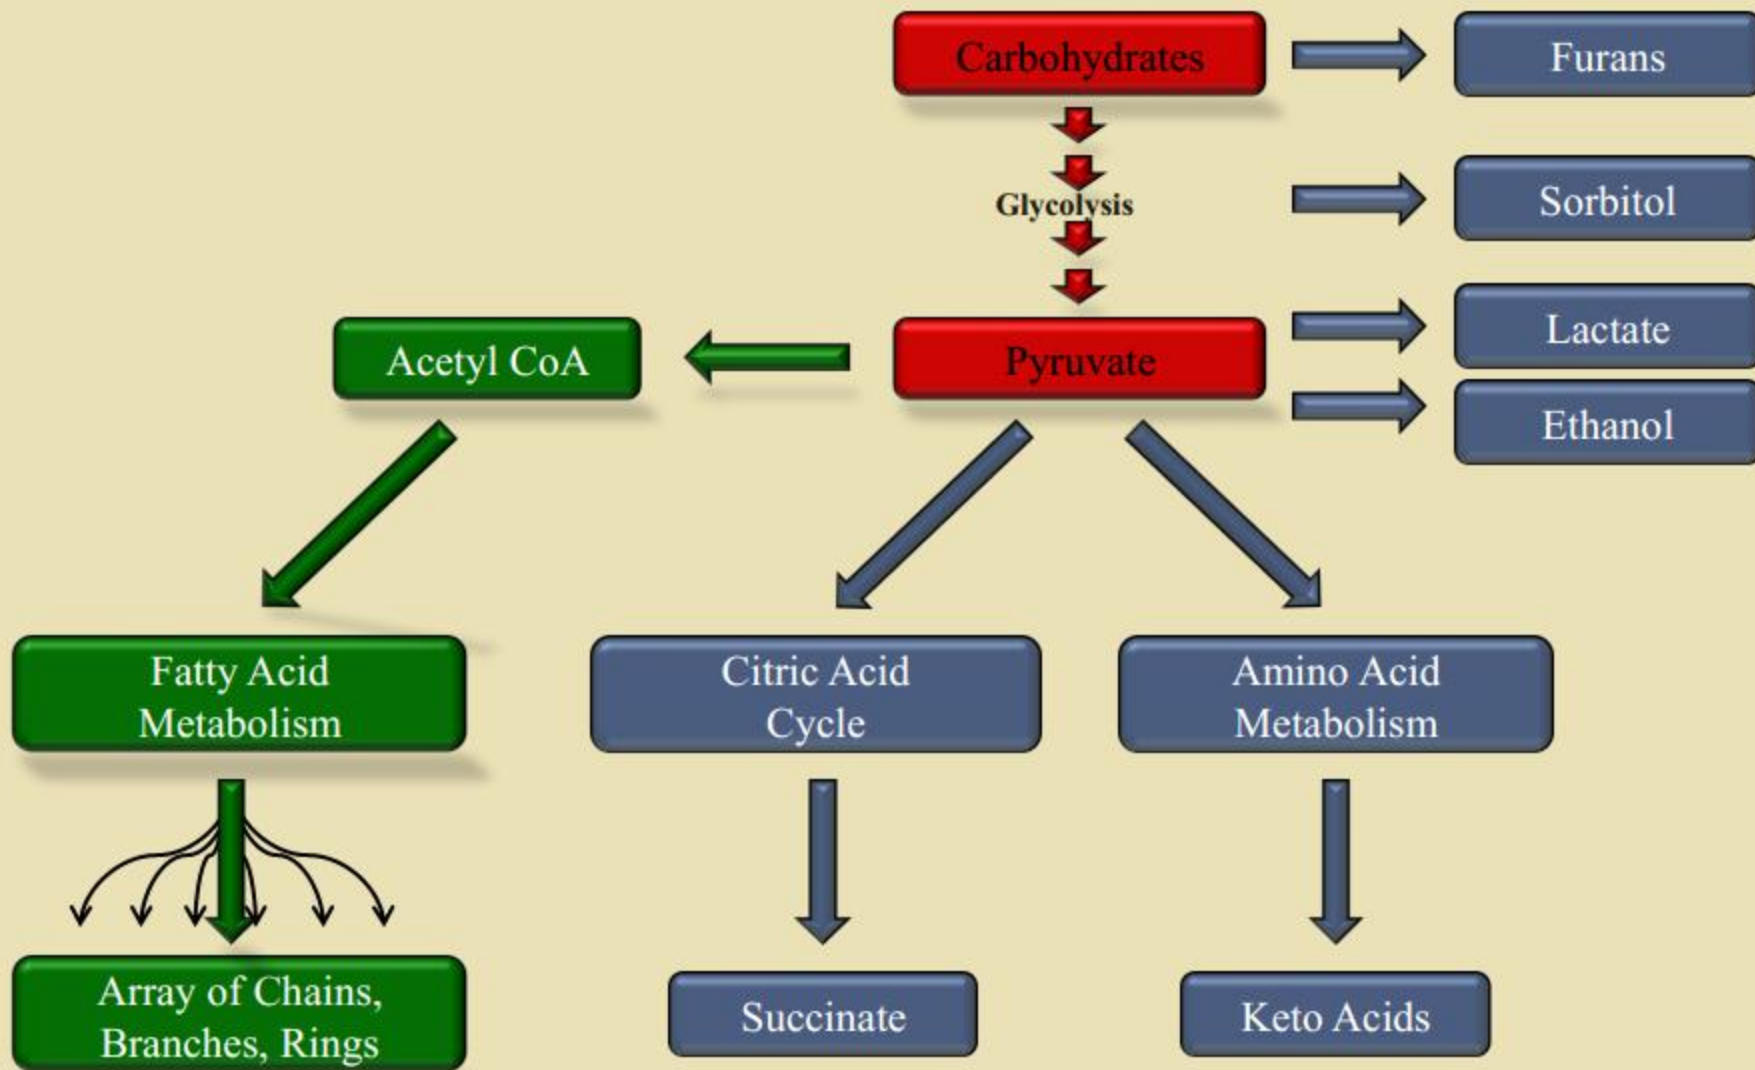 Carbohydrates
Furans
Glycolysis
Sorbitol
Lactate
Acetyl CoA
Pyruvate
Ethanol
Fatty Acid
Metabolism
Citric Acid
Cycle
Amino Acid
Metabolism
Array of Chains,
Branches, Rings
Succinate
Keto Acids